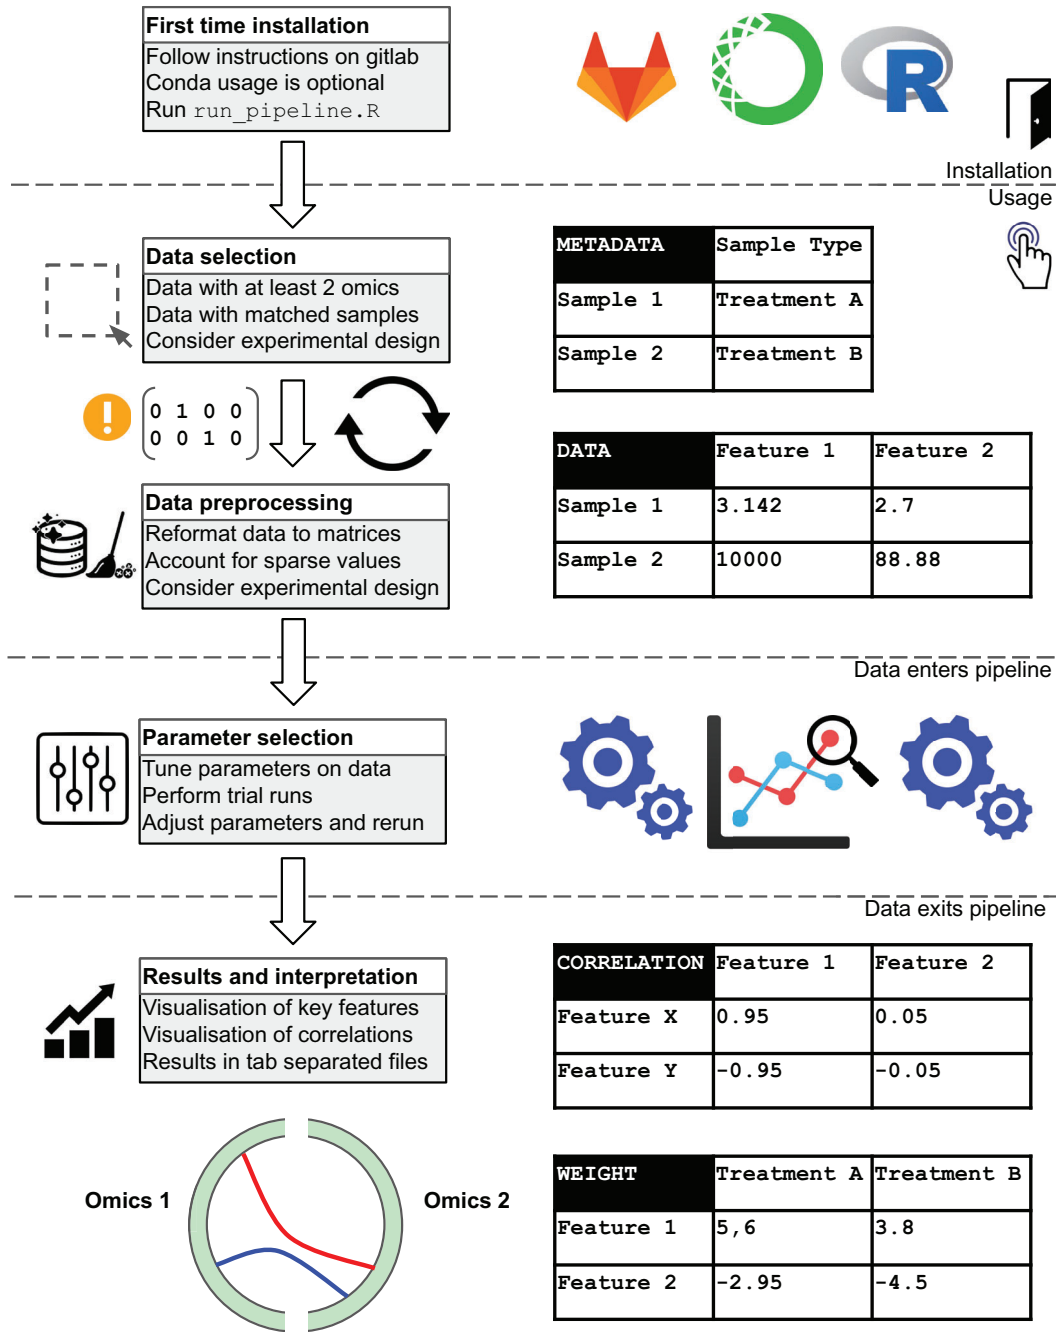 First time installation
Follow instructions on gitlab
Conda usage is optional
Run run_pipeline.R
R
Installation
Usage
Data selection
Data with at least 2 omics
Data with matched samples
Consider experimental design
METADATA Sample Type
Sample 1 Treatment A
Sample 2 Treatment B
!
0 1 0 0
0 0 1 0
DATA Feature 1 Feature 2
Sample 1 3.142 2.7
Sample 2 10000 88.88
Data preprocessing
Reformat data to matrices
Account for sparse values
Consider experimental design
Data enters pipeline
Parameter selection
Tune parameters on data
Perform trial runs
Adjust parameters and rerun
Data exits pipeline
Results and interpretation
Visualisation of key features
Visualisation of correlations
Results in tab separated files
CORRELATION Feature 1 Feature 2
Feature X 0.95 0.05
Feature Y -0.95 -0.05
Omics 1
Omics 2
WEIGHT Treatment A Treatment B
Feature 1 5,6 3.8
Feature 2 -2.95 -4.5